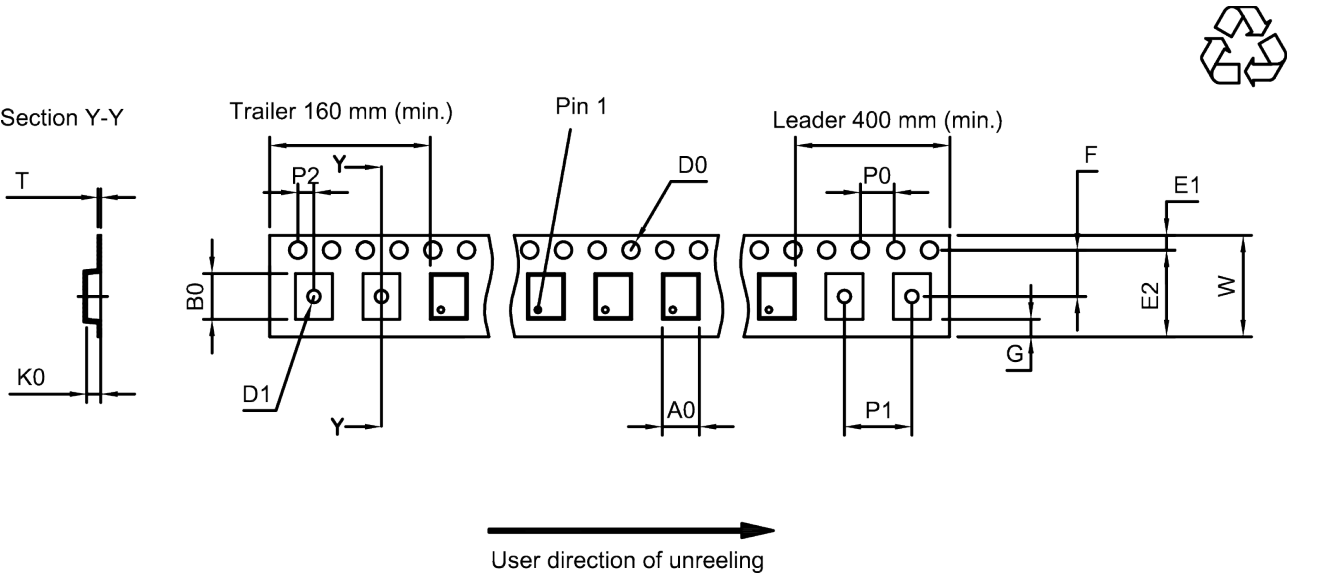 Section Y-Y
Trailer 160 mm (min.)
Pin 1
Leader 400 mm (min.)
T
P2
Y
D0
P0
F
E1
B0
E2
W
K0
D1
Y
A0
P1
G
User direction of unreeling